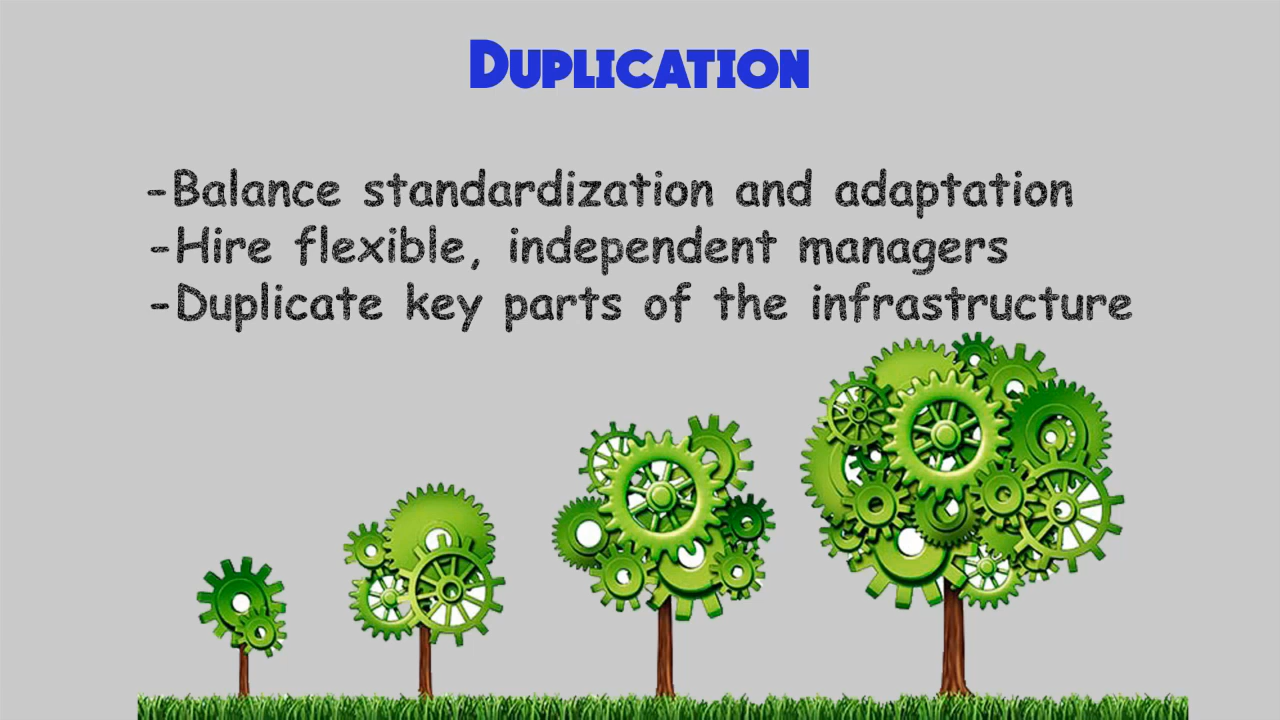 Duplication
-Balance standardization and adaptation
-Hire flexible, independent managers
-Duplicate key parts of the infrastructure